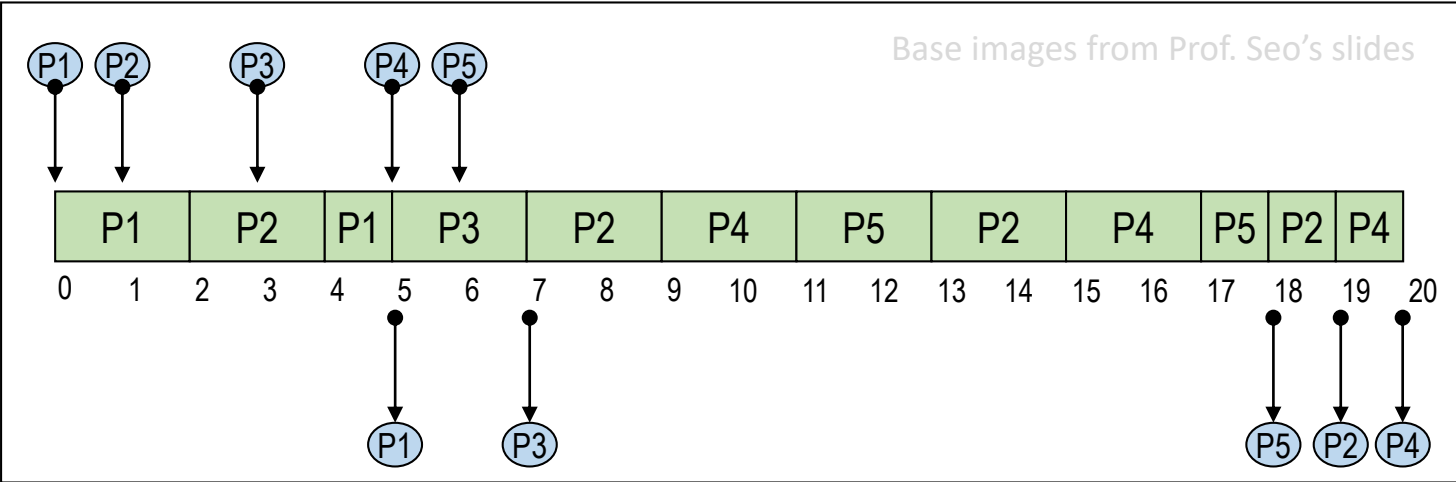 Base images from Prof. Seo's slides
P1 P2 P3 P4 P5
P1 P2 P1 P3 P2 P4 P5 P2 P4 P5 P2 P4
0 1 2 3 4 5 6 7 8 9 10 11 12 13 14 15 16 17 18 19 20
P1 P3 P5 P2 P4